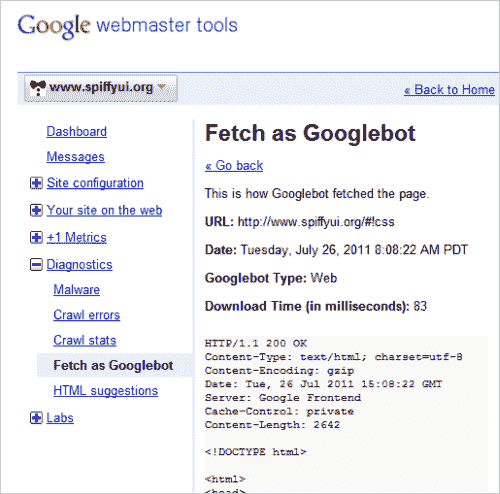 Google webmaster tools
www.spiffyui.org
« Back to Home
Dashboard
Messages
Site configuration
Your site on the web
+1 Metrics
Diagnostics
Malware
Crawl errors
Crawl stats
Fetch as Googlebot
HTML suggestions
Labs
Fetch as Googlebot
« Go back
This is how Googlebot fetched the page.
URL: http://www.spiffyui.org/#!css
Date: Tuesday, July 26, 2011 8:08:22 AM PDT
Googlebot Type: Web
Download Time (in milliseconds): 83
HTTP/1.1 200 OK
Content-Type: text/html; charset=utf-8
Content-Encoding: gzip
Date: Tue, 26 Jul 2011 15:08:22 GMT
Server: Google Frontend
Cache-Control: private
Content-Length: 2642
<!DOCTYPE html>
<html>
<head>